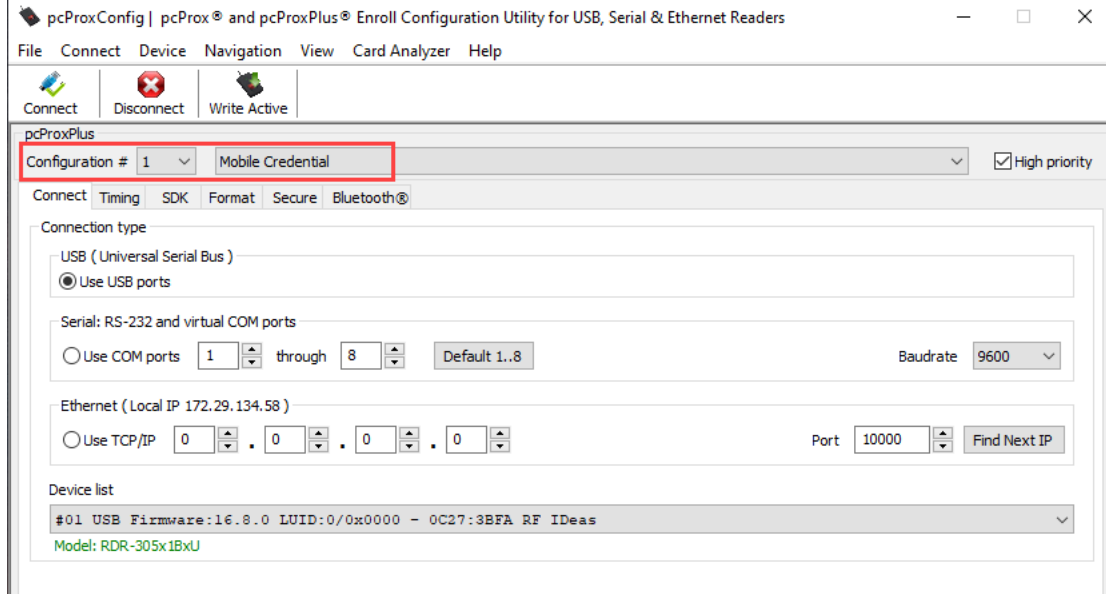 pcProxConfig | pcProx ® and pcProxPlus® Enroll Configuration Utility for USB, Serial & Ethernet Readers
File Connect Device Navigation View Card Analyzer Help
Connect Disconnect Write Active
pcProxPlus
Configuration # 1 Mobile Credential High priority
Connect Timing SDK Format Secure Bluetooth®
Connection type
USB ( Universal Serial Bus )
Use USB ports
Serial: RS-232 and virtual COM ports
Use COM ports 1 through 8 Default 1..8 Baudrate 9600
Ethernet ( Local IP 172.29.134.58 )
Use TCP/IP 0 . 0 . 0 . 0 Port 10000 Find Next IP
Device list
#01 USB Firmware:16.8.0 LUID:0/0x0000 - 0C27:3BFA RF IDeas
Model: RDR-305x1BxU